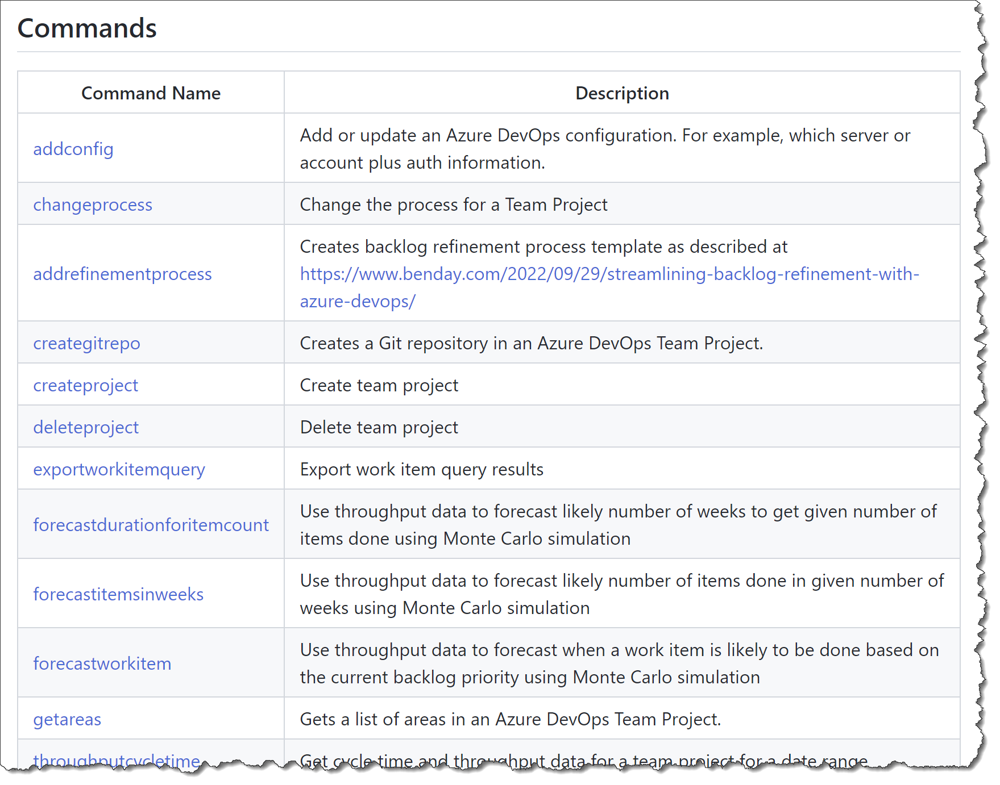 Commands
Command Name
Description
addconfig
Add or update an Azure DevOps configuration. For example, which server or
account plus auth information.
changeprocess
Change the process for a Team Project
addrefinementprocess
Creates backlog refinement process template as described at
https://www.benday.com/2022/09/29/streamlining-backlog-refinement-with-
azure-devops/
creategitrepo
Creates a Git repository in an Azure DevOps Team Project.
createproject
Create team project
deleteproject
Delete team project
exportworkitemquery
Export work item query results
forecastdurationforitemcount
Use throughput data to forecast likely number of weeks to get given number of
items done using Monte Carlo simulation
forecastitemsinweeks
Use throughput data to forecast likely number of items done in given number of
weeks using Monte Carlo simulation
forecastworkitem
Use throughput data to forecast when a work item is likely to be done based on
the current backlog priority using Monte Carlo simulation
getareas
Gets a list of areas in an Azure DevOps Team Project.
throughputcycletime
Get cycle time and throughput data for a team project for a date range